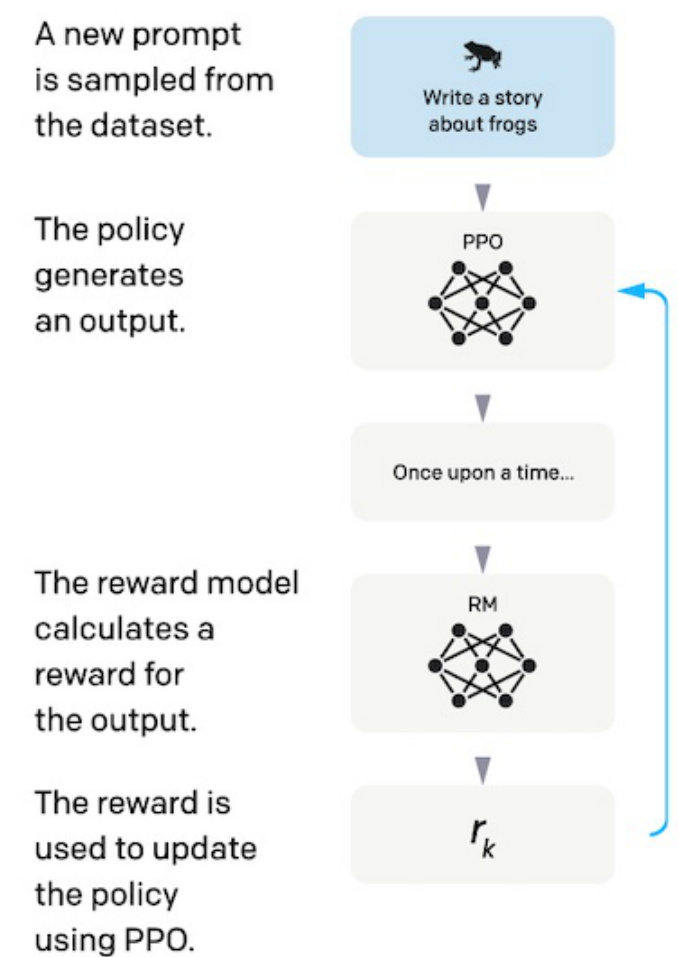 A new prompt
is sampled from
the dataset.
Write a story
about frogs
The policy
generates
an output.
PPO
Once upon a time...
The reward model
calculates a
reward for
the output.
RM
The reward is
used to update
the policy
using PPO.
r_k